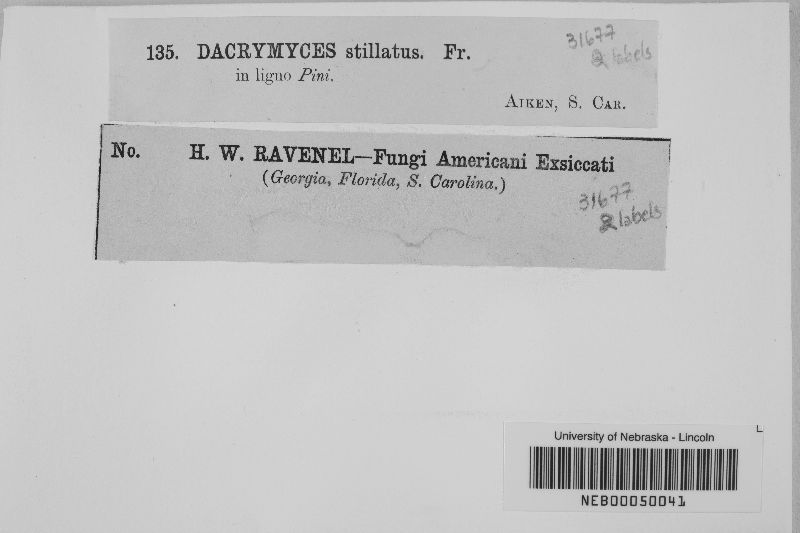 135. DACRYMYCES stillatus. Fr.
in ligno Pini.
Aiken, S. Car.
31677
2 labels
No. H. W. RAVENEL—Fungi Americani Exsiccati
(Georgia, Florida, S. Carolina.)
31677
2 labels
University of Nebraska - Lincoln
NEB00050041